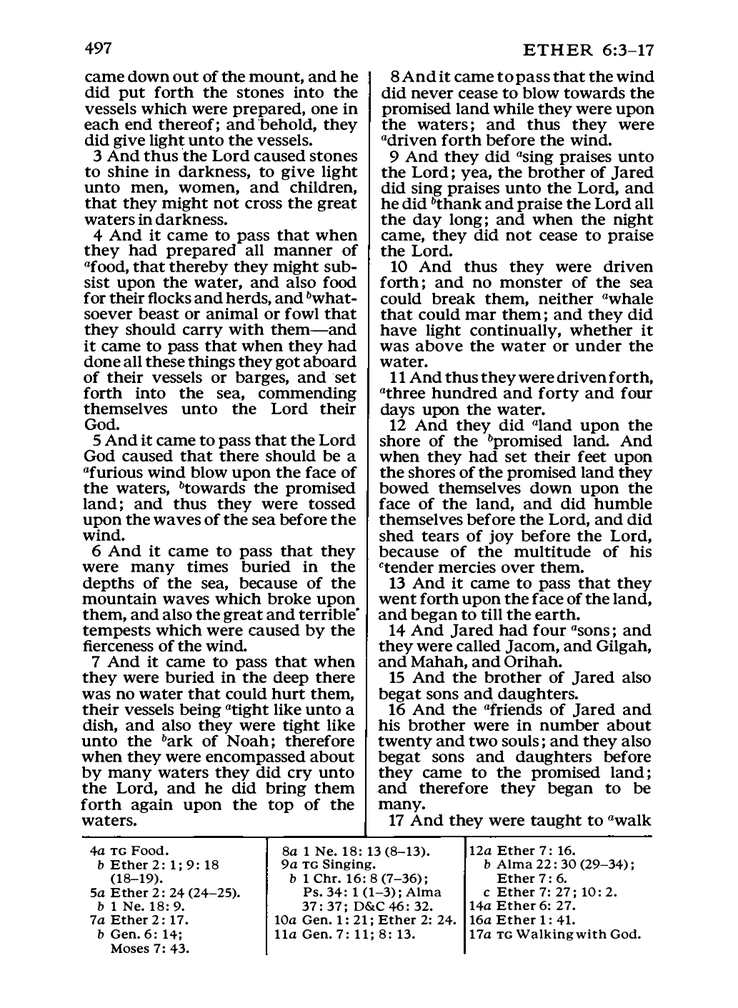 497
ETHER 6:3–17
came down out of the mount, and he
did put forth the stones into the
vessels which were prepared, one in
each end thereof; and behold, they
did give light unto the vessels.
3 And thus the Lord caused stones
to shine in darkness, to give light
unto men, women, and children,
that they might not cross the great
waters in darkness.
4 And it came to pass that when
they had prepared all manner of
afood, that thereby they might sub-
sist upon the water, and also food
for their flocks and herds, and bwhat-
soever beast or animal or fowl that
they should carry with them—and
it came to pass that when they had
done all these things they got aboard
of their vessels or barges, and set
forth into the sea, commending
themselves unto the Lord their
God.
5 And it came to pass that the Lord
God caused that there should be a
afurious wind blow upon the face of
the waters, btowards the promised
land; and thus they were tossed
upon the waves of the sea before the
wind.
6 And it came to pass that they
were many times buried in the
depths of the sea, because of the
mountain waves which broke upon
them, and also the great and terrible
tempests which were caused by the
fierceness of the wind.
7 And it came to pass that when
they were buried in the deep there
was no water that could hurt them,
their vessels being atight like unto a
dish, and also they were tight like
unto the bark of Noah; therefore
when they were encompassed about
by many waters they did cry unto
the Lord, and he did bring them
forth again upon the top of the
waters.
8 And it came to pass that the wind
did never cease to blow towards the
promised land while they were upon
the waters; and thus they were
adriven forth before the wind.
9 And they did asing praises unto
the Lord; yea, the brother of Jared
did sing praises unto the Lord, and
he did bthank and praise the Lord all
the day long; and when the night
came, they did not cease to praise
the Lord.
10 And thus they were driven
forth; and no monster of the sea
could break them, neither awhale
that could mar them; and they did
have light continually, whether it
was above the water or under the
water.
11 And thus they were driven forth,
athree hundred and forty and four
days upon the water.
12 And they did aland upon the
shore of the bpromised land. And
when they had set their feet upon
the shores of the promised land they
bowed themselves down upon the
face of the land, and did humble
themselves before the Lord, and did
shed tears of joy before the Lord,
because of the multitude of his
ctender mercies over them.
13 And it came to pass that they
went forth upon the face of the land,
and began to till the earth.
14 And Jared had four asons; and
they were called Jacom, and Gilgah,
and Mahah, and Orihah.
15 And the brother of Jared also
begat sons and daughters.
16 And the afriends of Jared and
his brother were in number about
twenty and two souls; and they also
begat sons and daughters before
they came to the promised land;
and therefore they began to be
many.
17 And they were taught to awalk
4a TG Food.
b Ether 2: 1; 9: 18
(18–19).
5a Ether 2: 24 (24–25).
b 1 Ne. 18: 9.
7a Ether 2: 17.
b Gen. 6: 14;
Moses 7: 43.
8a 1 Ne. 18: 13 (8–13).
9a TG Singing.
b 1 Chr. 16: 8 (7–36);
Ps. 34: 1 (1–3); Alma
37: 37; D&C 46: 32.
10a Gen. 1: 21; Ether 2: 24.
11a Gen. 7: 11; 8: 13.
12a Ether 7: 16.
b Alma 22: 30 (29–34);
Ether 7: 6.
c Ether 7: 27; 10: 2.
14a Ether 6: 27.
16a Ether 1: 41.
17a TG Walking with God.